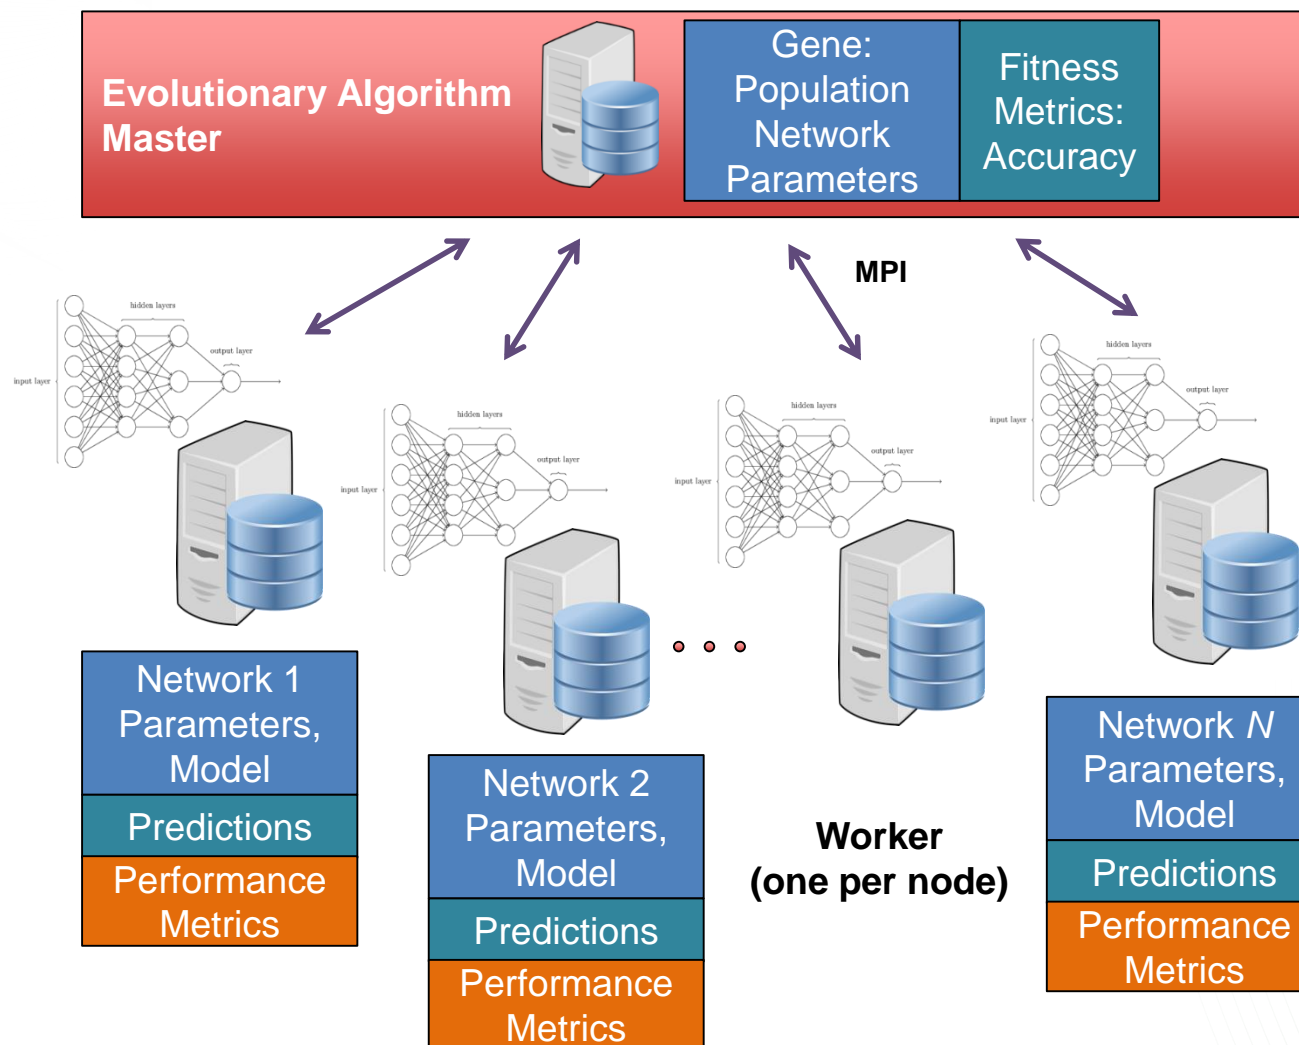 Evolutionary Algorithm
Master
Gene:
Population
Network
Parameters
Fitness
Metrics:
Accuracy
MPI
hidden layers
output layer
input layer
hidden layers
output layer
input layer
hidden layers
output layer
input layer
hidden layers
output layer
input layer
Network 1
Parameters,
Model
Predictions
Performance
Metrics
Network 2
Parameters,
Model
Predictions
Performance
Metrics
Worker
(one per node)
Network N
Parameters,
Model
Predictions
Performance
Metrics